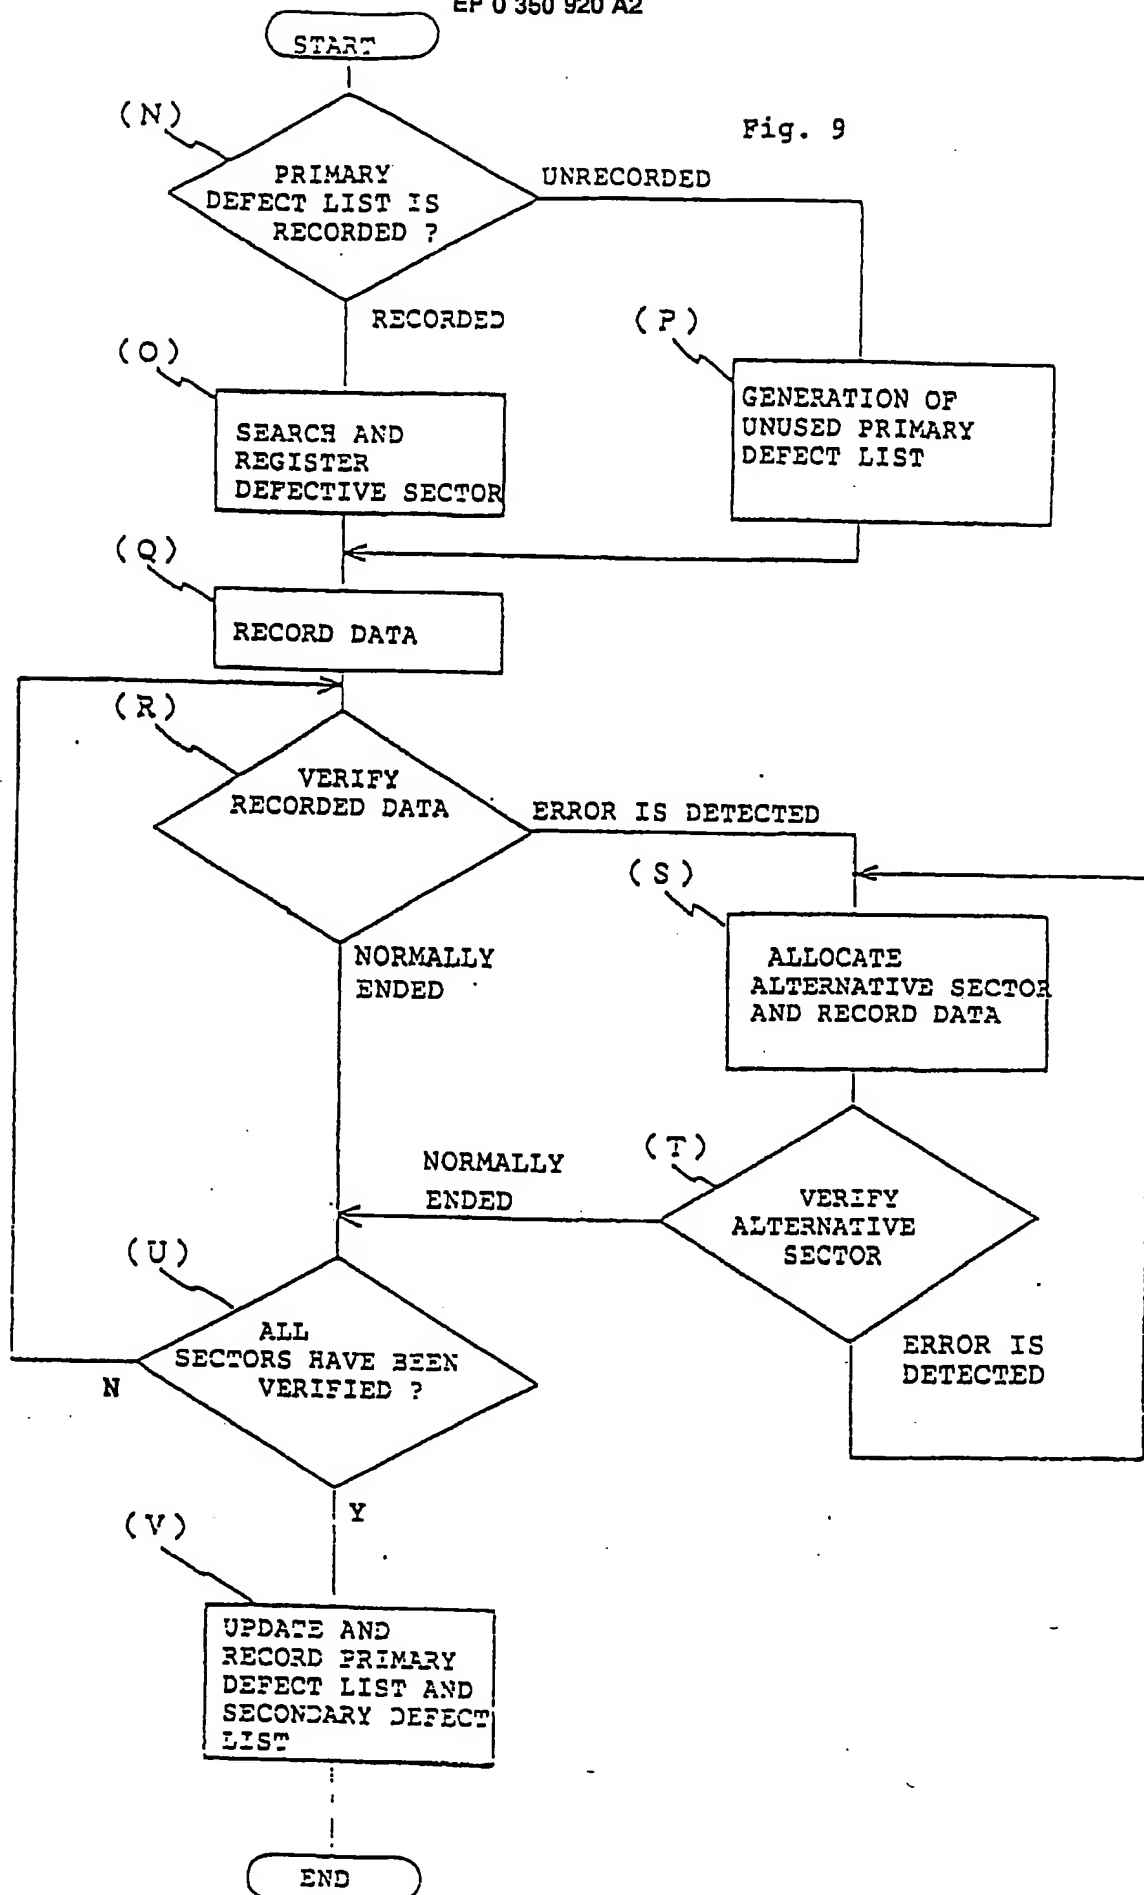 EP 0 350 920 A2
START
Fig. 9
(N)
PRIMARY
DEFECT LIST IS
RECORDED ?
UNRECORDED
RECORDED
(O)
SEARCH AND
REGISTER
DEFECTIVE SECTOR
(P)
GENERATION OF
UNUSED PRIMARY
DEFECT LIST
(Q)
RECORD DATA
(R)
VERIFY
RECORDED DATA
ERROR IS DETECTED
NORMALLY
ENDED
(S)
ALLOCATE
ALTERNATIVE SECTOR
AND RECORD DATA
(T)
VERIFY
ALTERNATIVE
SECTOR
NORMALLY
ENDED
ERROR IS
DETECTED
(U)
ALL
SECTORS HAVE BEEN
VERIFIED ?
N
Y
(V)
UPDATE AND
RECORD PRIMARY
DEFECT LIST AND
SECONDARY DEFECT
LIST
END